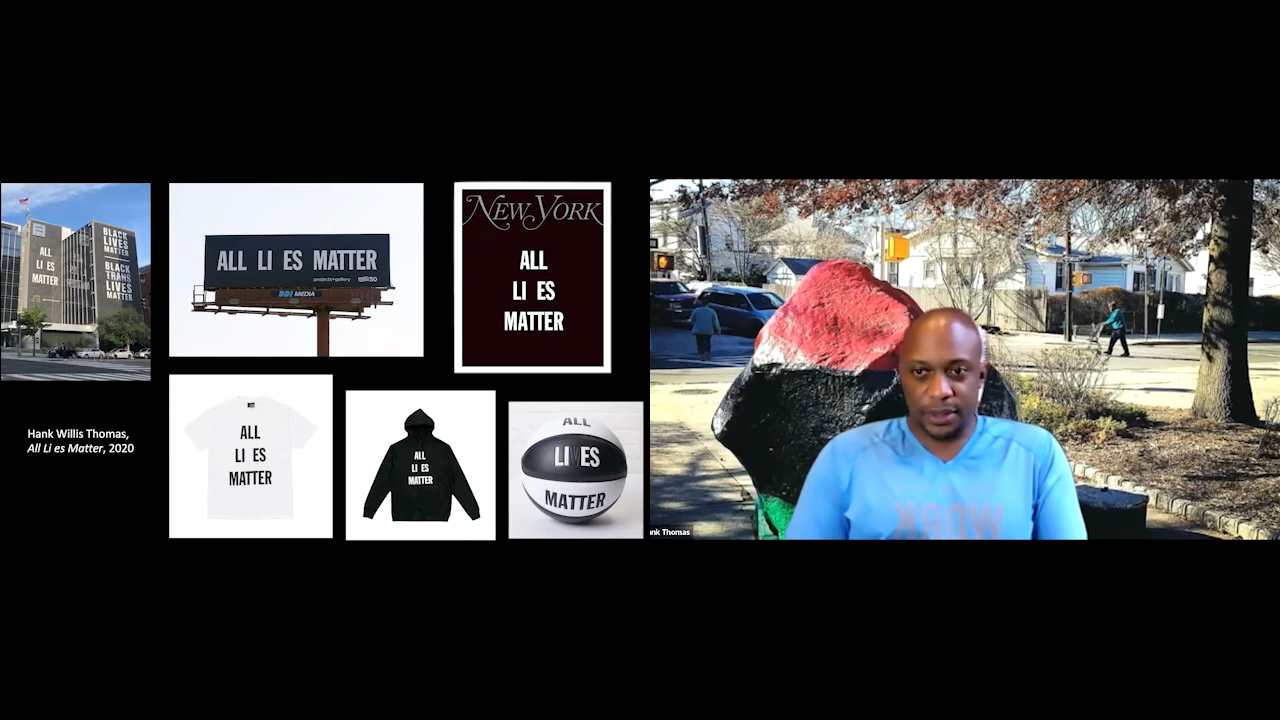 ALL
LI ES
MATTER
BLACK
LIVES
MATTER
BLACK
TRANS
LIVES
MATTER
ALL LI ES MATTER
projects+gallery
DDI MEDIA
NEW YORK
ALL
LI ES
MATTER
ALL
LI ES
MATTER
ALL
LI ES
MATTER
ALL
LIVES
MATTER
Hank Willis Thomas,
All Li es Matter, 2020
WORK
ank Thomas